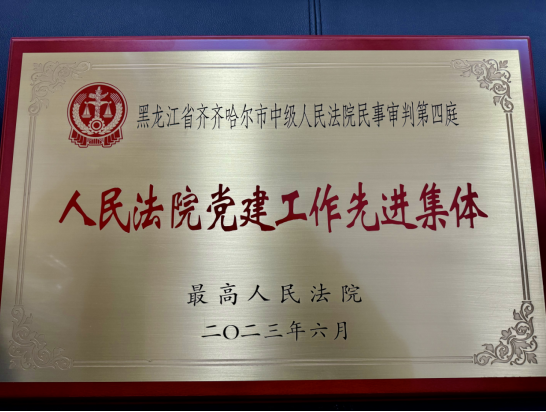 黑龙江省齐齐哈尔市中级人民法院民事审判第四庭
人民法院党建工作先进集体
最高人民法院
二〇二三年六月